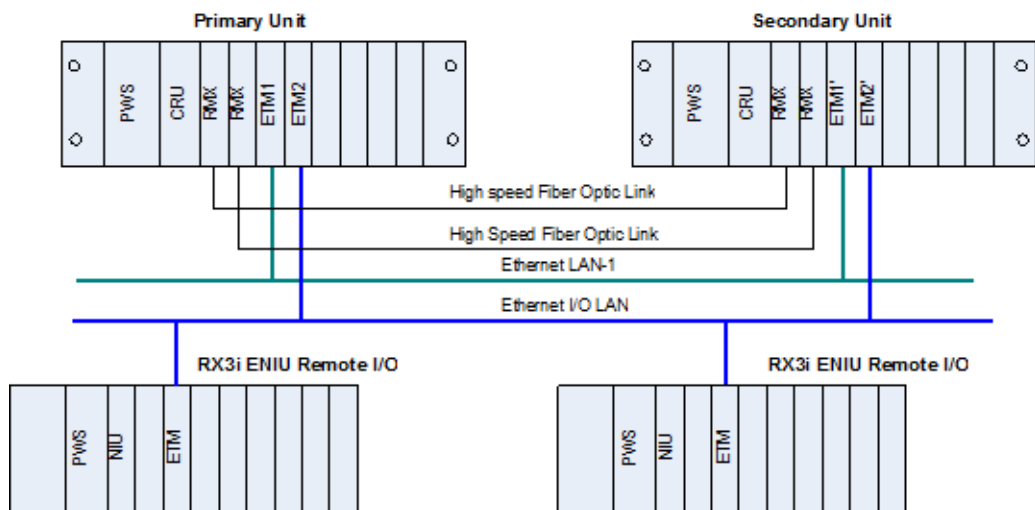 Primary Unit
Secondary Unit
PWS
CRU
RMX
RMX
ETM1
ETM2
PWS
CRU
RMX
RMX
ETM1'
ETM2'
High speed Fiber Optic Link
High Speed Fiber Optic Link
Ethernet LAN-1
Ethernet I/O LAN
RX3i ENIU Remote I/O
RX3i ENIU Remote I/O
PWS
NIU
ETM
PWS
NIU
ETM